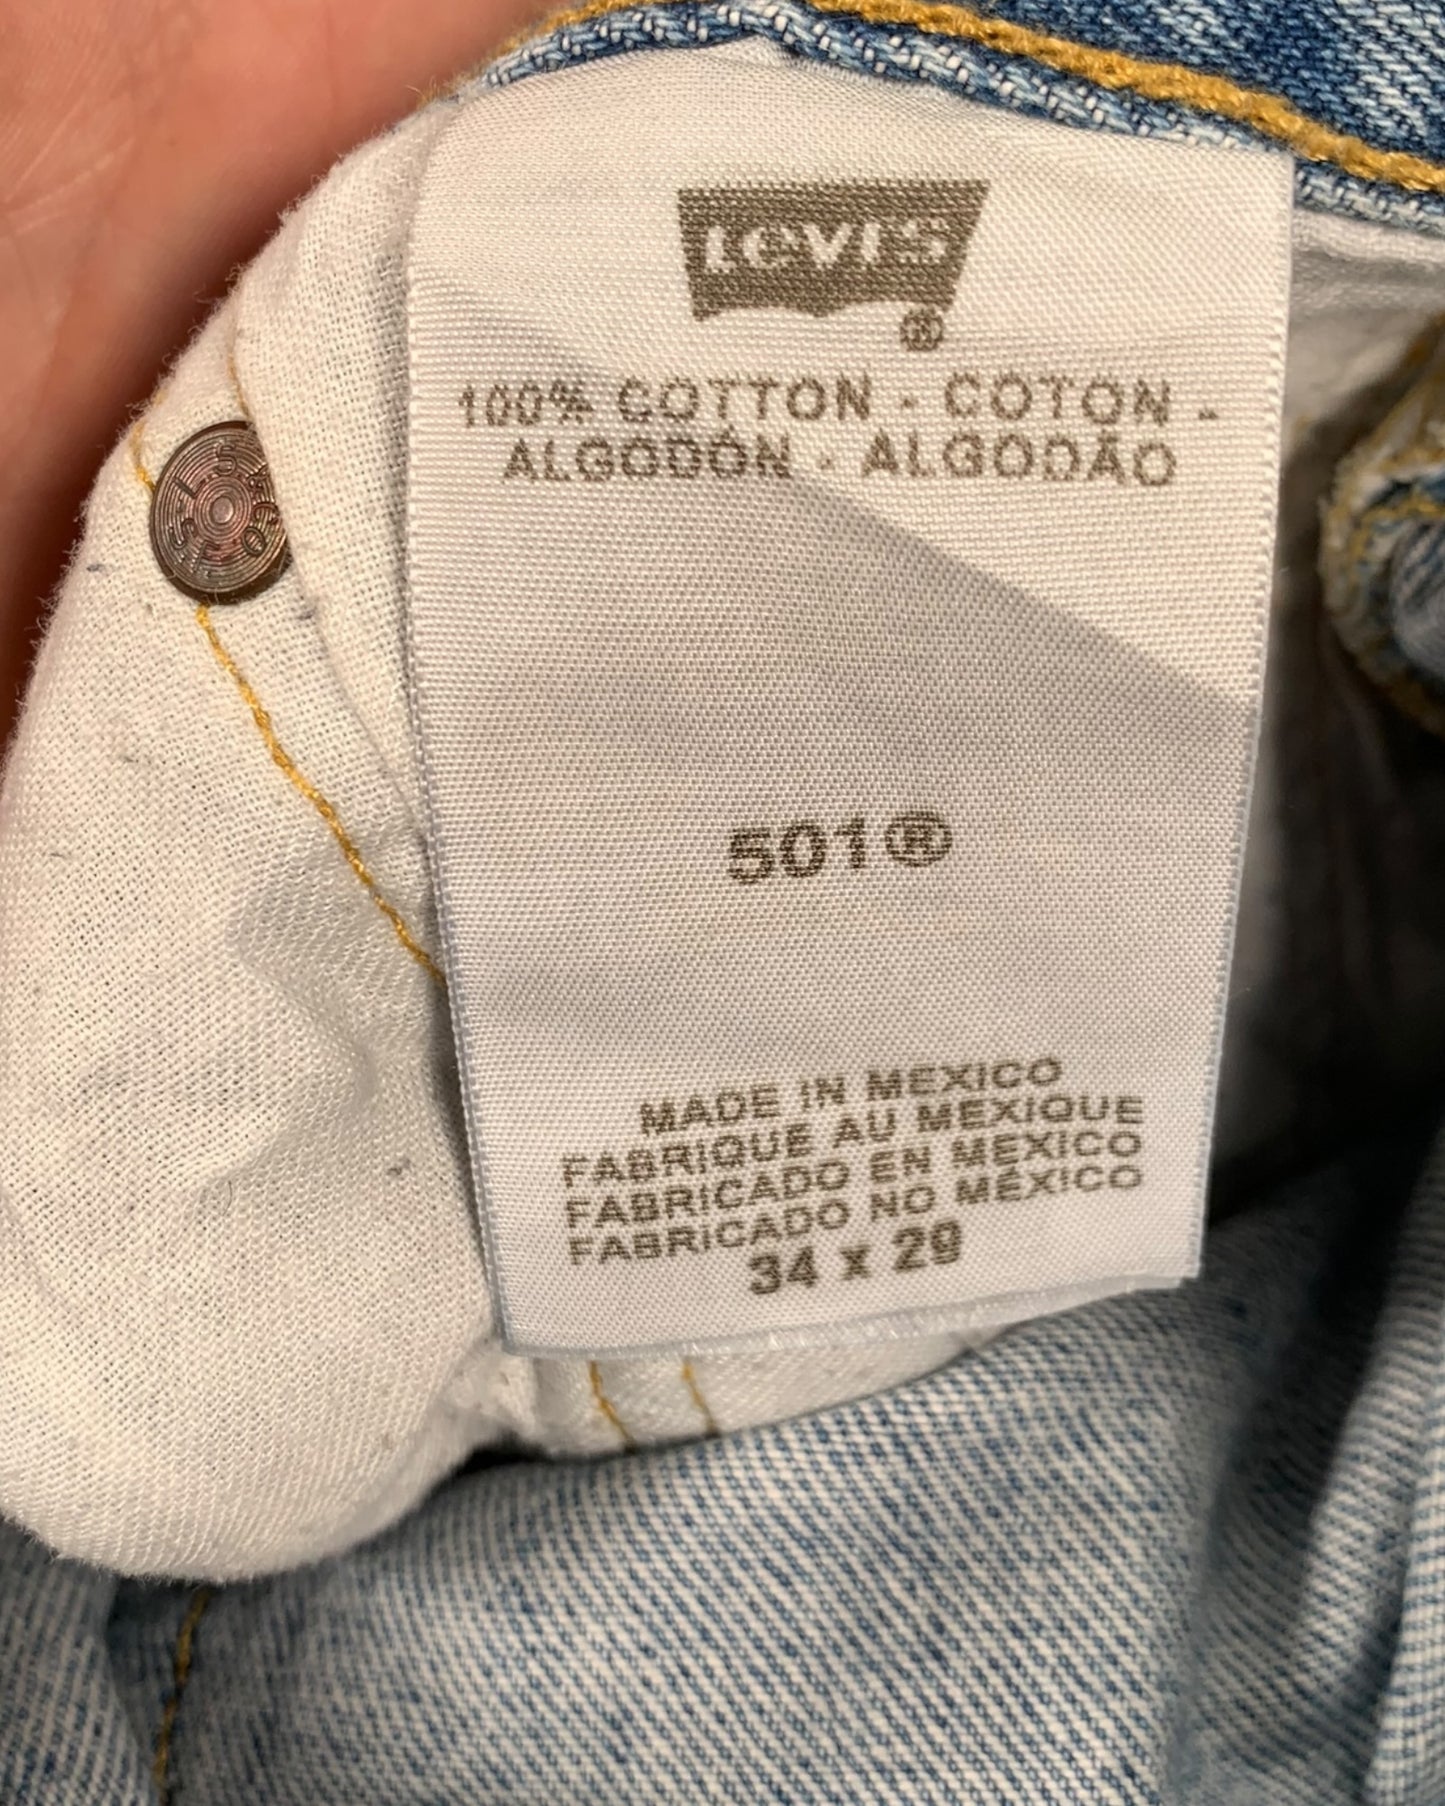 LEVI'S
®
100% COTTON - COTON -
ALGODÓN - ALGODÃO
501®
MADE IN MEXICO
FABRIQUE AU MEXIQUE
FABRICADO EN MEXICO
FABRICADO NO MÉXICO
34 x 29